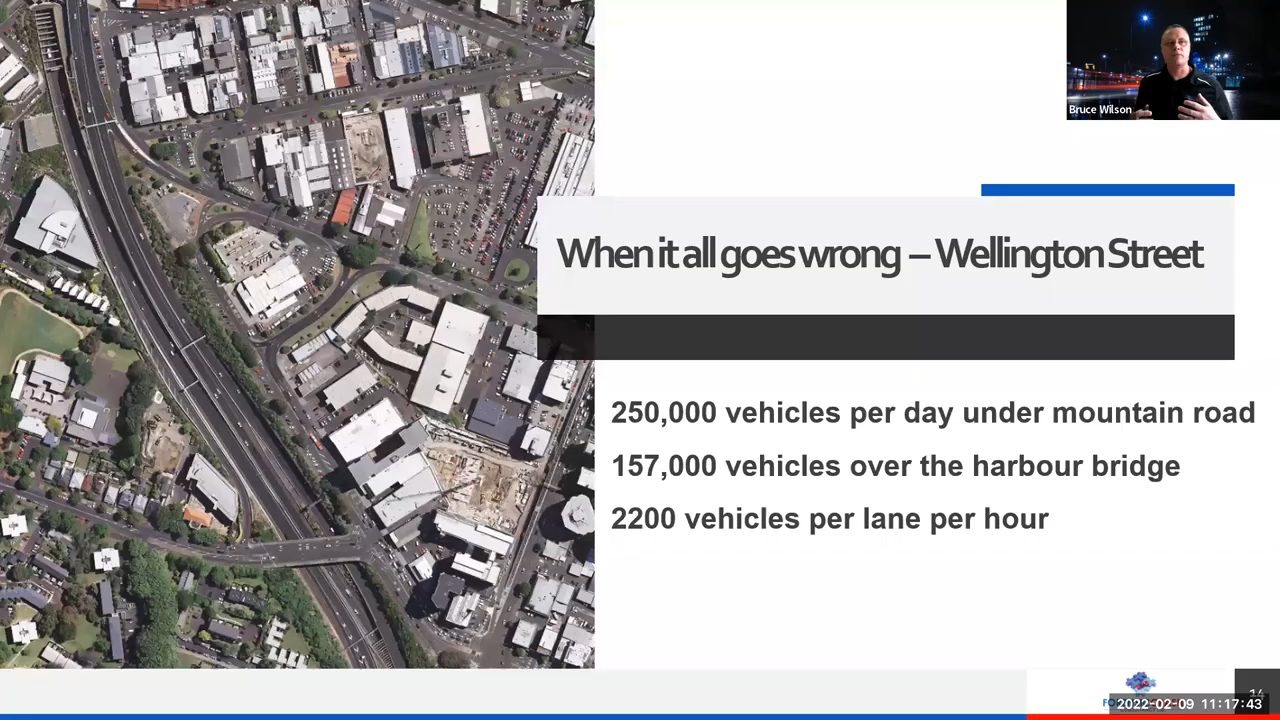 Bruce Wilson
When it all goes wrong – Wellington Street
250,000 vehicles per day under mountain road
157,000 vehicles over the harbour bridge
2200 vehicles per lane per hour
14
2022-02-09 11:17:43